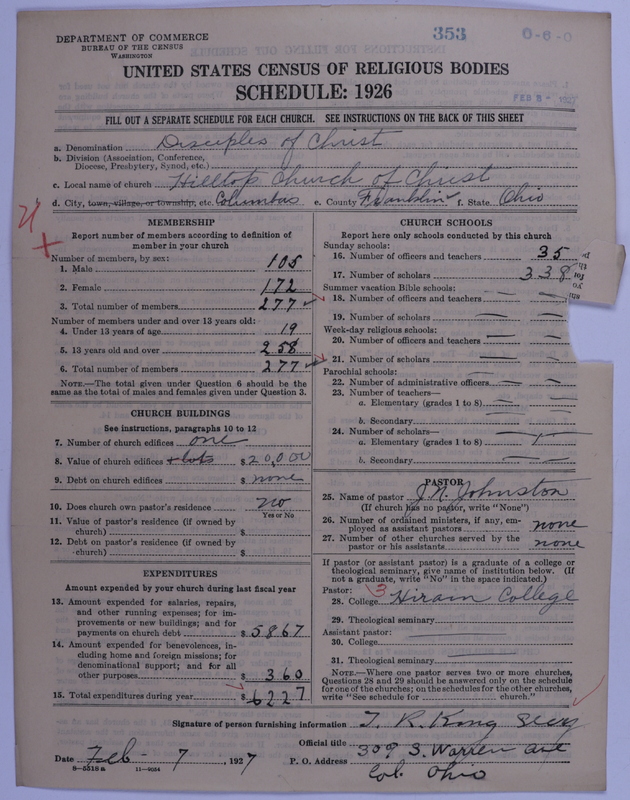 353
0-6-0
DEPARTMENT OF COMMERCE
BUREAU OF THE CENSUS
WASHINGTON
UNITED STATES CENSUS OF RELIGIOUS BODIES
SCHEDULE: 1926
FEB 8 - 1927
FILL OUT A SEPARATE SCHEDULE FOR EACH CHURCH. SEE INSTRUCTIONS ON THE BACK OF THIS SHEET
a. Denomination Disciples of Christ
b. Division (Association, Conference,
Diocese, Presbytery, Synod, etc.)
c. Local name of church Hilltop Church of Christ
d. City, town, village, or township, etc. Columbus e. County Franklin f. State Ohio
MEMBERSHIP
Report number of members according to definition of
member in your church
Number of members, by sex:
1. Male 105
2. Female 172
3. Total number of members 277
Number of members under and over 13 years old:
4. Under 13 years of age 19
5. 13 years old and over 258
6. Total number of members 277
NOTE.—The total given under Question 6 should be the
same as the total of males and females given under Question 3.
CHURCH BUILDINGS
See instructions, paragraphs 10 to 12
7. Number of church edifices one
8. Value of church edifices + lots $ 20,000
9. Debt on church edifices $ none
10. Does church own pastor's residence no
Yes or No
11. Value of pastor's residence (if owned by
church) $
12. Debt on pastor's residence (if owned by
church) $
EXPENDITURES
Amount expended by your church during last fiscal year
13. Amount expended for salaries, repairs,
and other running expenses; for im-
provements or new buildings; and for
payments on church debt $ 5867
14. Amount expended for benevolences, in-
cluding home and foreign missions; for
denominational support; and for all
other purposes $ 360
15. Total expenditures during year $ 6227
CHURCH SCHOOLS
Report here only schools conducted by this church
Sunday schools:
16. Number of officers and teachers 35
17. Number of scholars 338
Summer vacation Bible schools:
18. Number of officers and teachers
19. Number of scholars
Week-day religious schools:
20. Number of officers and teachers
21. Number of scholars
Parochial schools:
22. Number of administrative officers
23. Number of teachers—
a. Elementary (grades 1 to 8)
b. Secondary
24. Number of scholars—
a. Elementary (grades 1 to 8)
b. Secondary
PASTOR
25. Name of pastor J. N. Johnston
(If church has no pastor, write "None")
26. Number of ordained ministers, if any, em-
ployed as assistant pastors none
27. Number of other churches served by the
pastor or his assistants none
If pastor (or assistant pastor) is a graduate of a college or
theological seminary, give name of institution below. (If
not a graduate, write "No" in the space indicated.)
Pastor: 3
28. College Hiram College
29. Theological seminary
Assistant pastor:
30. College
31. Theological seminary
NOTE.—Where one pastor serves two or more churches,
Questions 28 and 29 should be answered only on the schedule
for one of the churches; on the schedules for the other churches,
write "See schedule for church."
Signature of person furnishing information T. R. King Secy
Official title
Date Feb 7, 1927 P. O. Address 309 S. Warren ave
Col. Ohio
8—5518a 11—9054